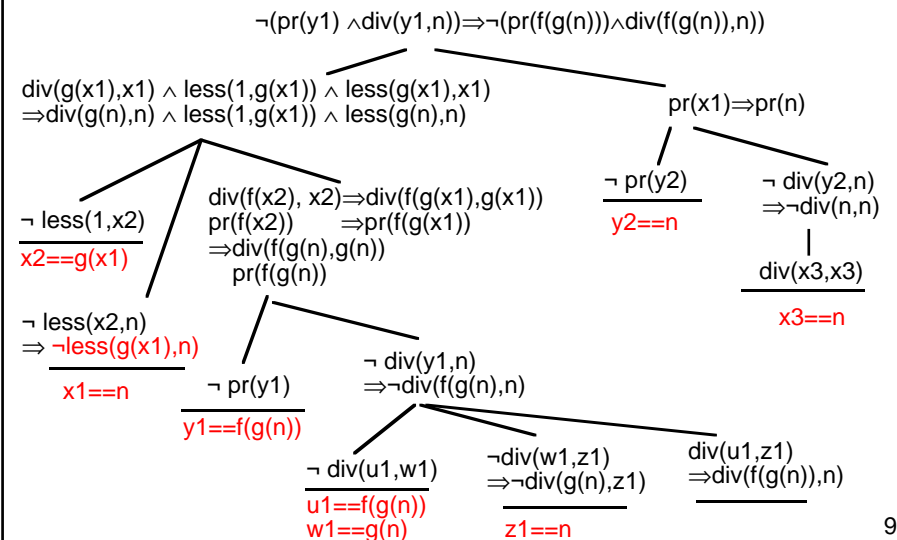 ¬(pr(y1) ∧div(y1,n))⇒¬(pr(f(g(n)))∧div(f(g(n)),n))
div(g(x1),x1) ∧ less(1,g(x1)) ∧ less(g(x1),x1)
⇒div(g(n),n) ∧ less(1,g(x1)) ∧ less(g(n),n)
pr(x1)⇒pr(n)
¬ less(1,x2)
x2==g(x1)
div(f(x2), x2)⇒div(f(g(x1),g(x1))
pr(f(x2)) ⇒pr(f(g(x1))
⇒div(f(g(n),g(n))
pr(f(g(n))
¬ pr(y2)
y2==n
¬ div(y2,n)
⇒¬div(n,n)
div(x3,x3)
x3==n
¬ less(x2,n)
⇒ ¬less(g(x1),n)
x1==n
¬ pr(y1)
y1==f(g(n))
¬ div(y1,n)
⇒¬div(f(g(n),n)
¬ div(u1,w1)
u1==f(g(n))
w1==g(n)
¬div(w1,z1)
⇒¬div(g(n),z1)
z1==n
div(u1,z1)
⇒div(f(g(n)),n)
9